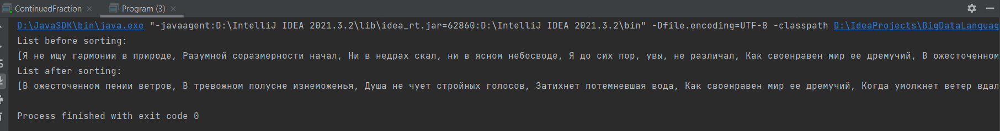 ContinuedFraction Program (3)
D:\JavaSDK\bin\java.exe "-javaagent:D:\IntelliJ IDEA 2021.3.2\lib\idea_rt.jar=62860:D:\IntelliJ IDEA 2021.3.2\bin" -Dfile.encoding=UTF-8 -classpath D:\IdeaProjects\BigDataLanguag
List before sorting:
[Я не ищу гармонии в природе, Разумной соразмерности начал, Ни в недрах скал, ни в ясном небосводе, Я до сих пор, увы, не различал, Как своенравен мир ее дремучий, В ожесточенном
List after sorting:
[В ожесточенном пении ветров, В тревожном полусне изнеможенья, Душа не чует стройных голосов, Затихнет потемневшая вода, Как своенравен мир ее дремучий, Когда умолкнет ветер вдал
Process finished with exit code 0